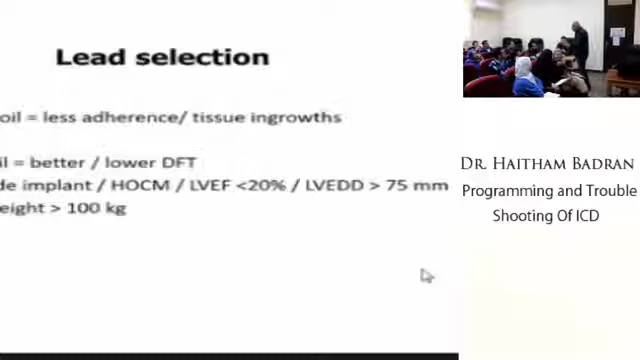 Lead selection
oil = less adherence/ tissue ingrowths
il = better / lower DFT
de implant / HOCM / LVEF <20% / LVEDD > 75 mm
eight > 100 kg
DR. HAITHAM BADRAN
Programming and Trouble
Shooting Of ICD